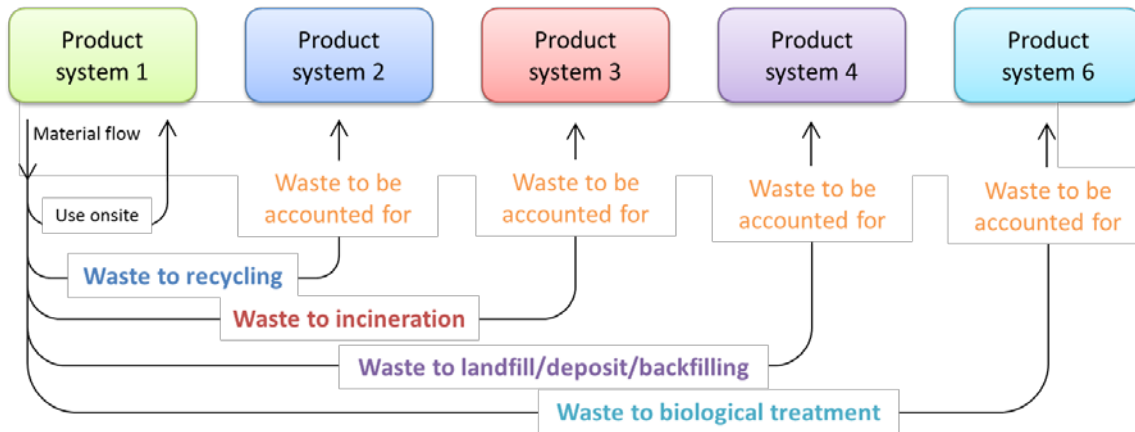 Product
system 1
Product
system 2
Product
system 3
Product
system 4
Product
system 6
Material flow
Use onsite
Waste to be
accounted for
Waste to be
accounted for
Waste to be
accounted for
Waste to be
accounted for
Waste to recycling
Waste to incineration
Waste to landfill/deposit/backfilling
Waste to biological treatment